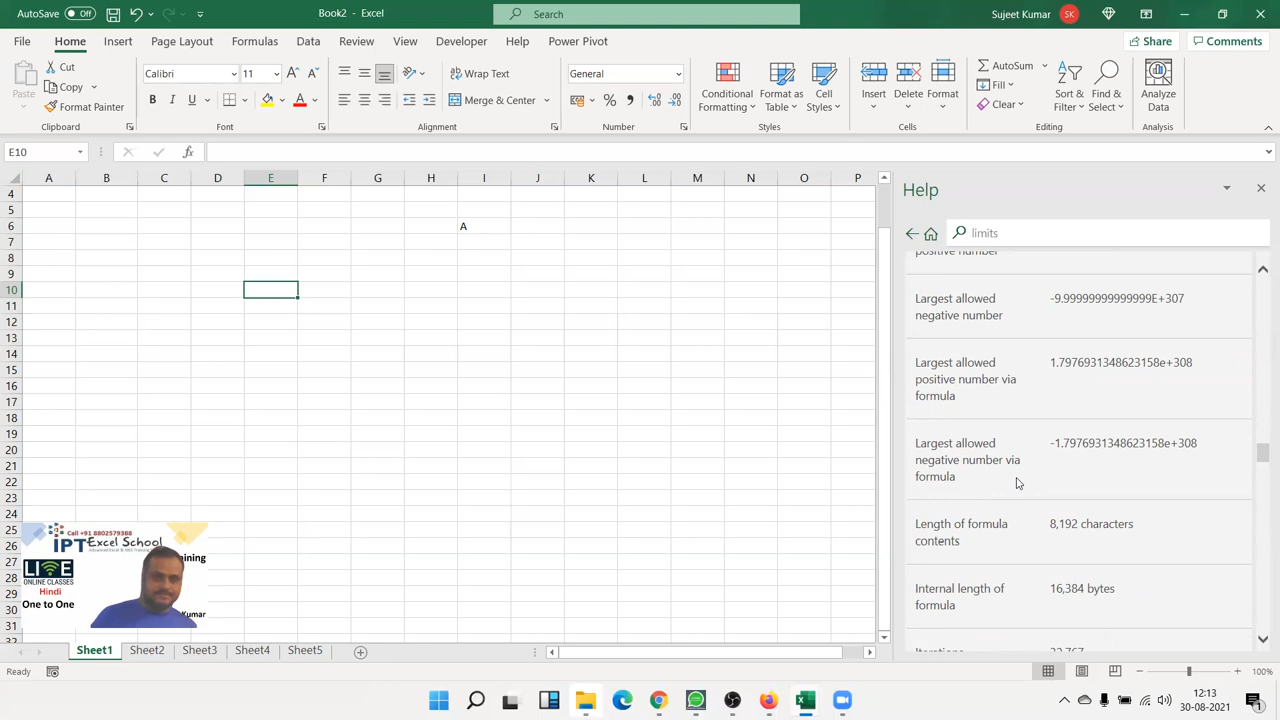 AutoSave Off
Book2 - Excel
Search
Sujeet Kumar SK
File Home Insert Page Layout Formulas Data Review View Developer Help Power Pivot
Share Comments
Paste
Cut
Copy
Format Painter
Clipboard
Calibri 11
B I U
Font
Wrap Text
Merge & Center
Alignment
General
Number
Conditional Formatting
Format as Table
Cell Styles
Styles
Insert
Delete
Format
Cells
AutoSum
Fill
Clear
Sort & Filter
Find & Select
Editing
Analyze Data
Analysis
E10
fx
A B C D E F G H I J K L M N O P
4
5
6 A
7
8
9
10
11
12
13
14
15
16
17
18
19
20
21
22
23
24
25
26
27
28
29
30
31
32
Call +91 8802579388
IPT Excel School
Advanced Excel & MIS Training
LIVE
ONLINE CLASSES
Hindi
One to One
Kumar
Help
limits
positive number
Largest allowed negative number -9.99999999999999E+307
Largest allowed positive number via formula 1.7976931348623158e+308
Largest allowed negative number via formula -1.7976931348623158e+308
Length of formula contents 8,192 characters
Internal length of formula 16,384 bytes
Iterations 32,767
Sheet1 Sheet2 Sheet3 Sheet4 Sheet5
Ready
100%
12:13
30-08-2021
1